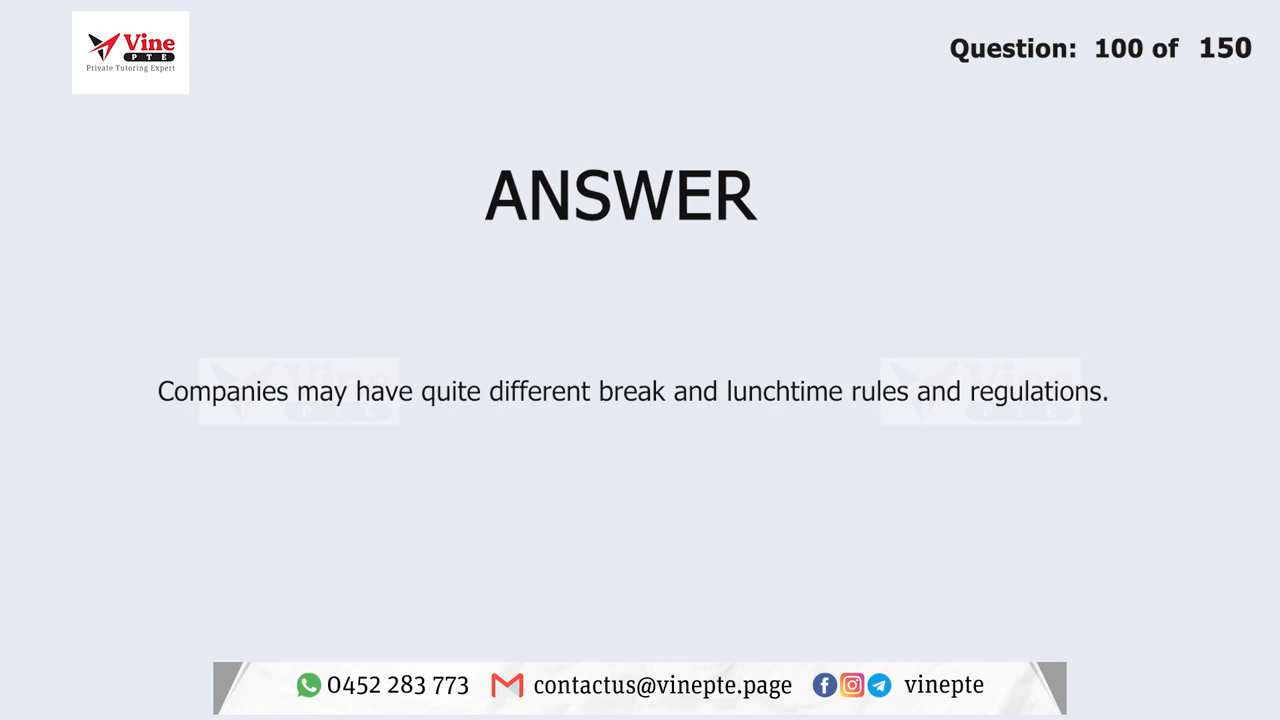 Vine
PTE
Private Tutoring Expert
Question: 100 of 150
ANSWER
Companies may have quite different break and lunchtime rules and regulations.
0452 283 773 contactus@vinepte.page vinepte